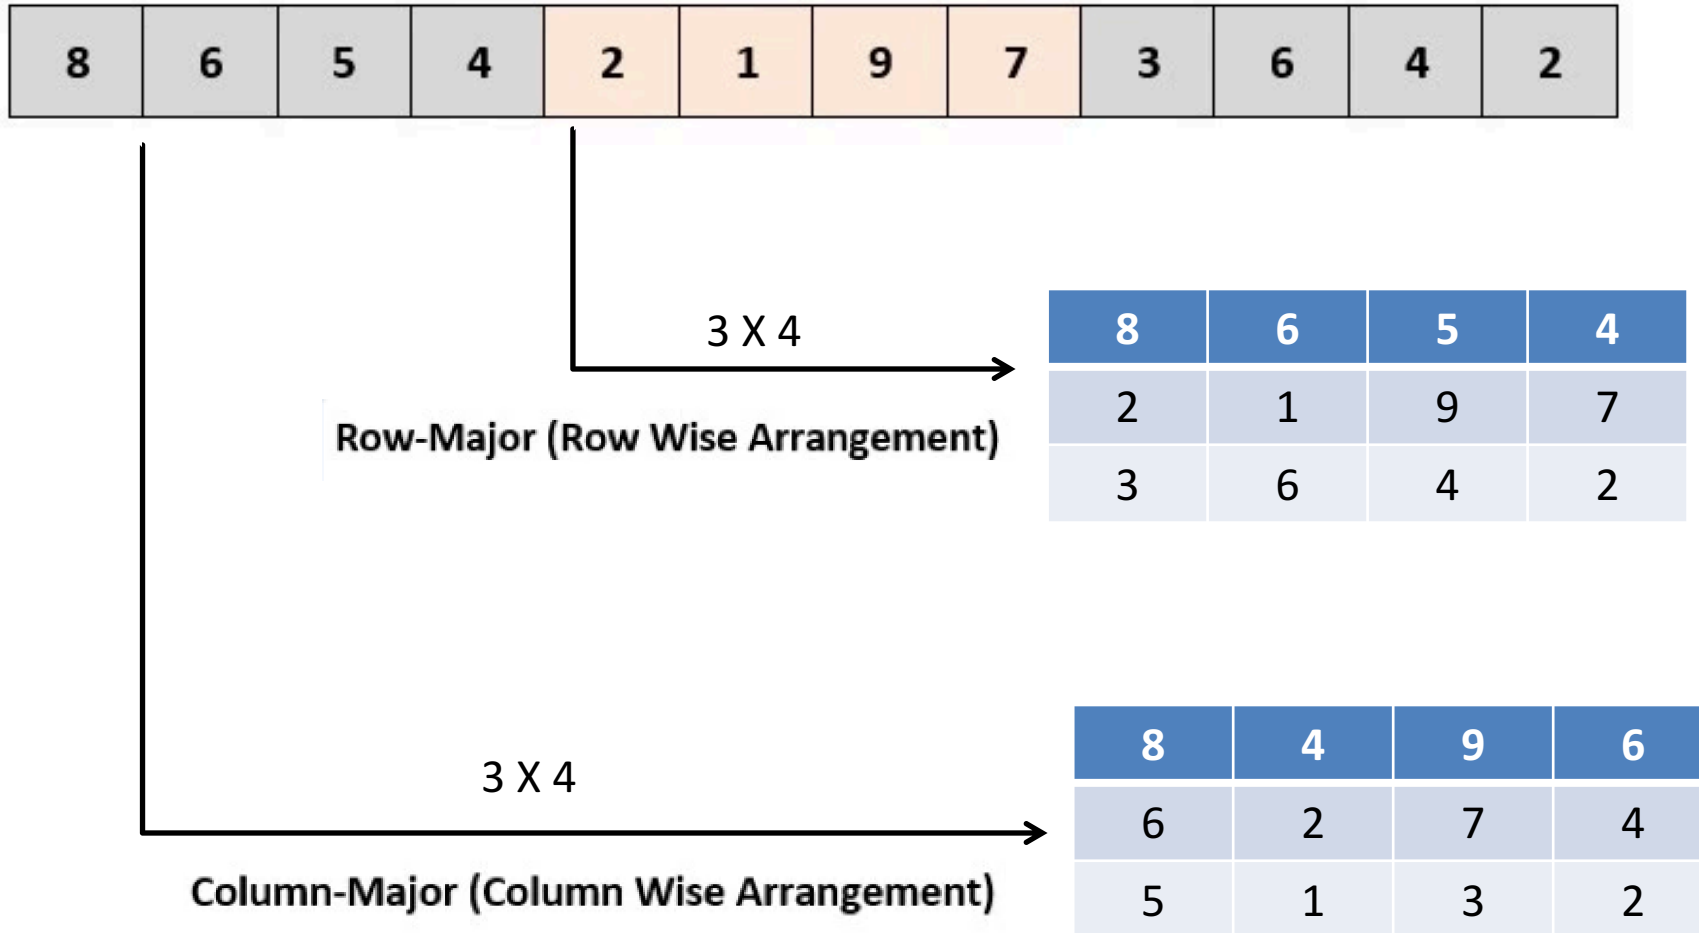 8 6 5 4 2 1 9 7 3 6 4 2
3 X 4
Row-Major (Row Wise Arrangement)
8 6 5 4
2 1 9 7
3 6 4 2
3 X 4
Column-Major (Column Wise Arrangement)
8 4 9 6
6 2 7 4
5 1 3 2